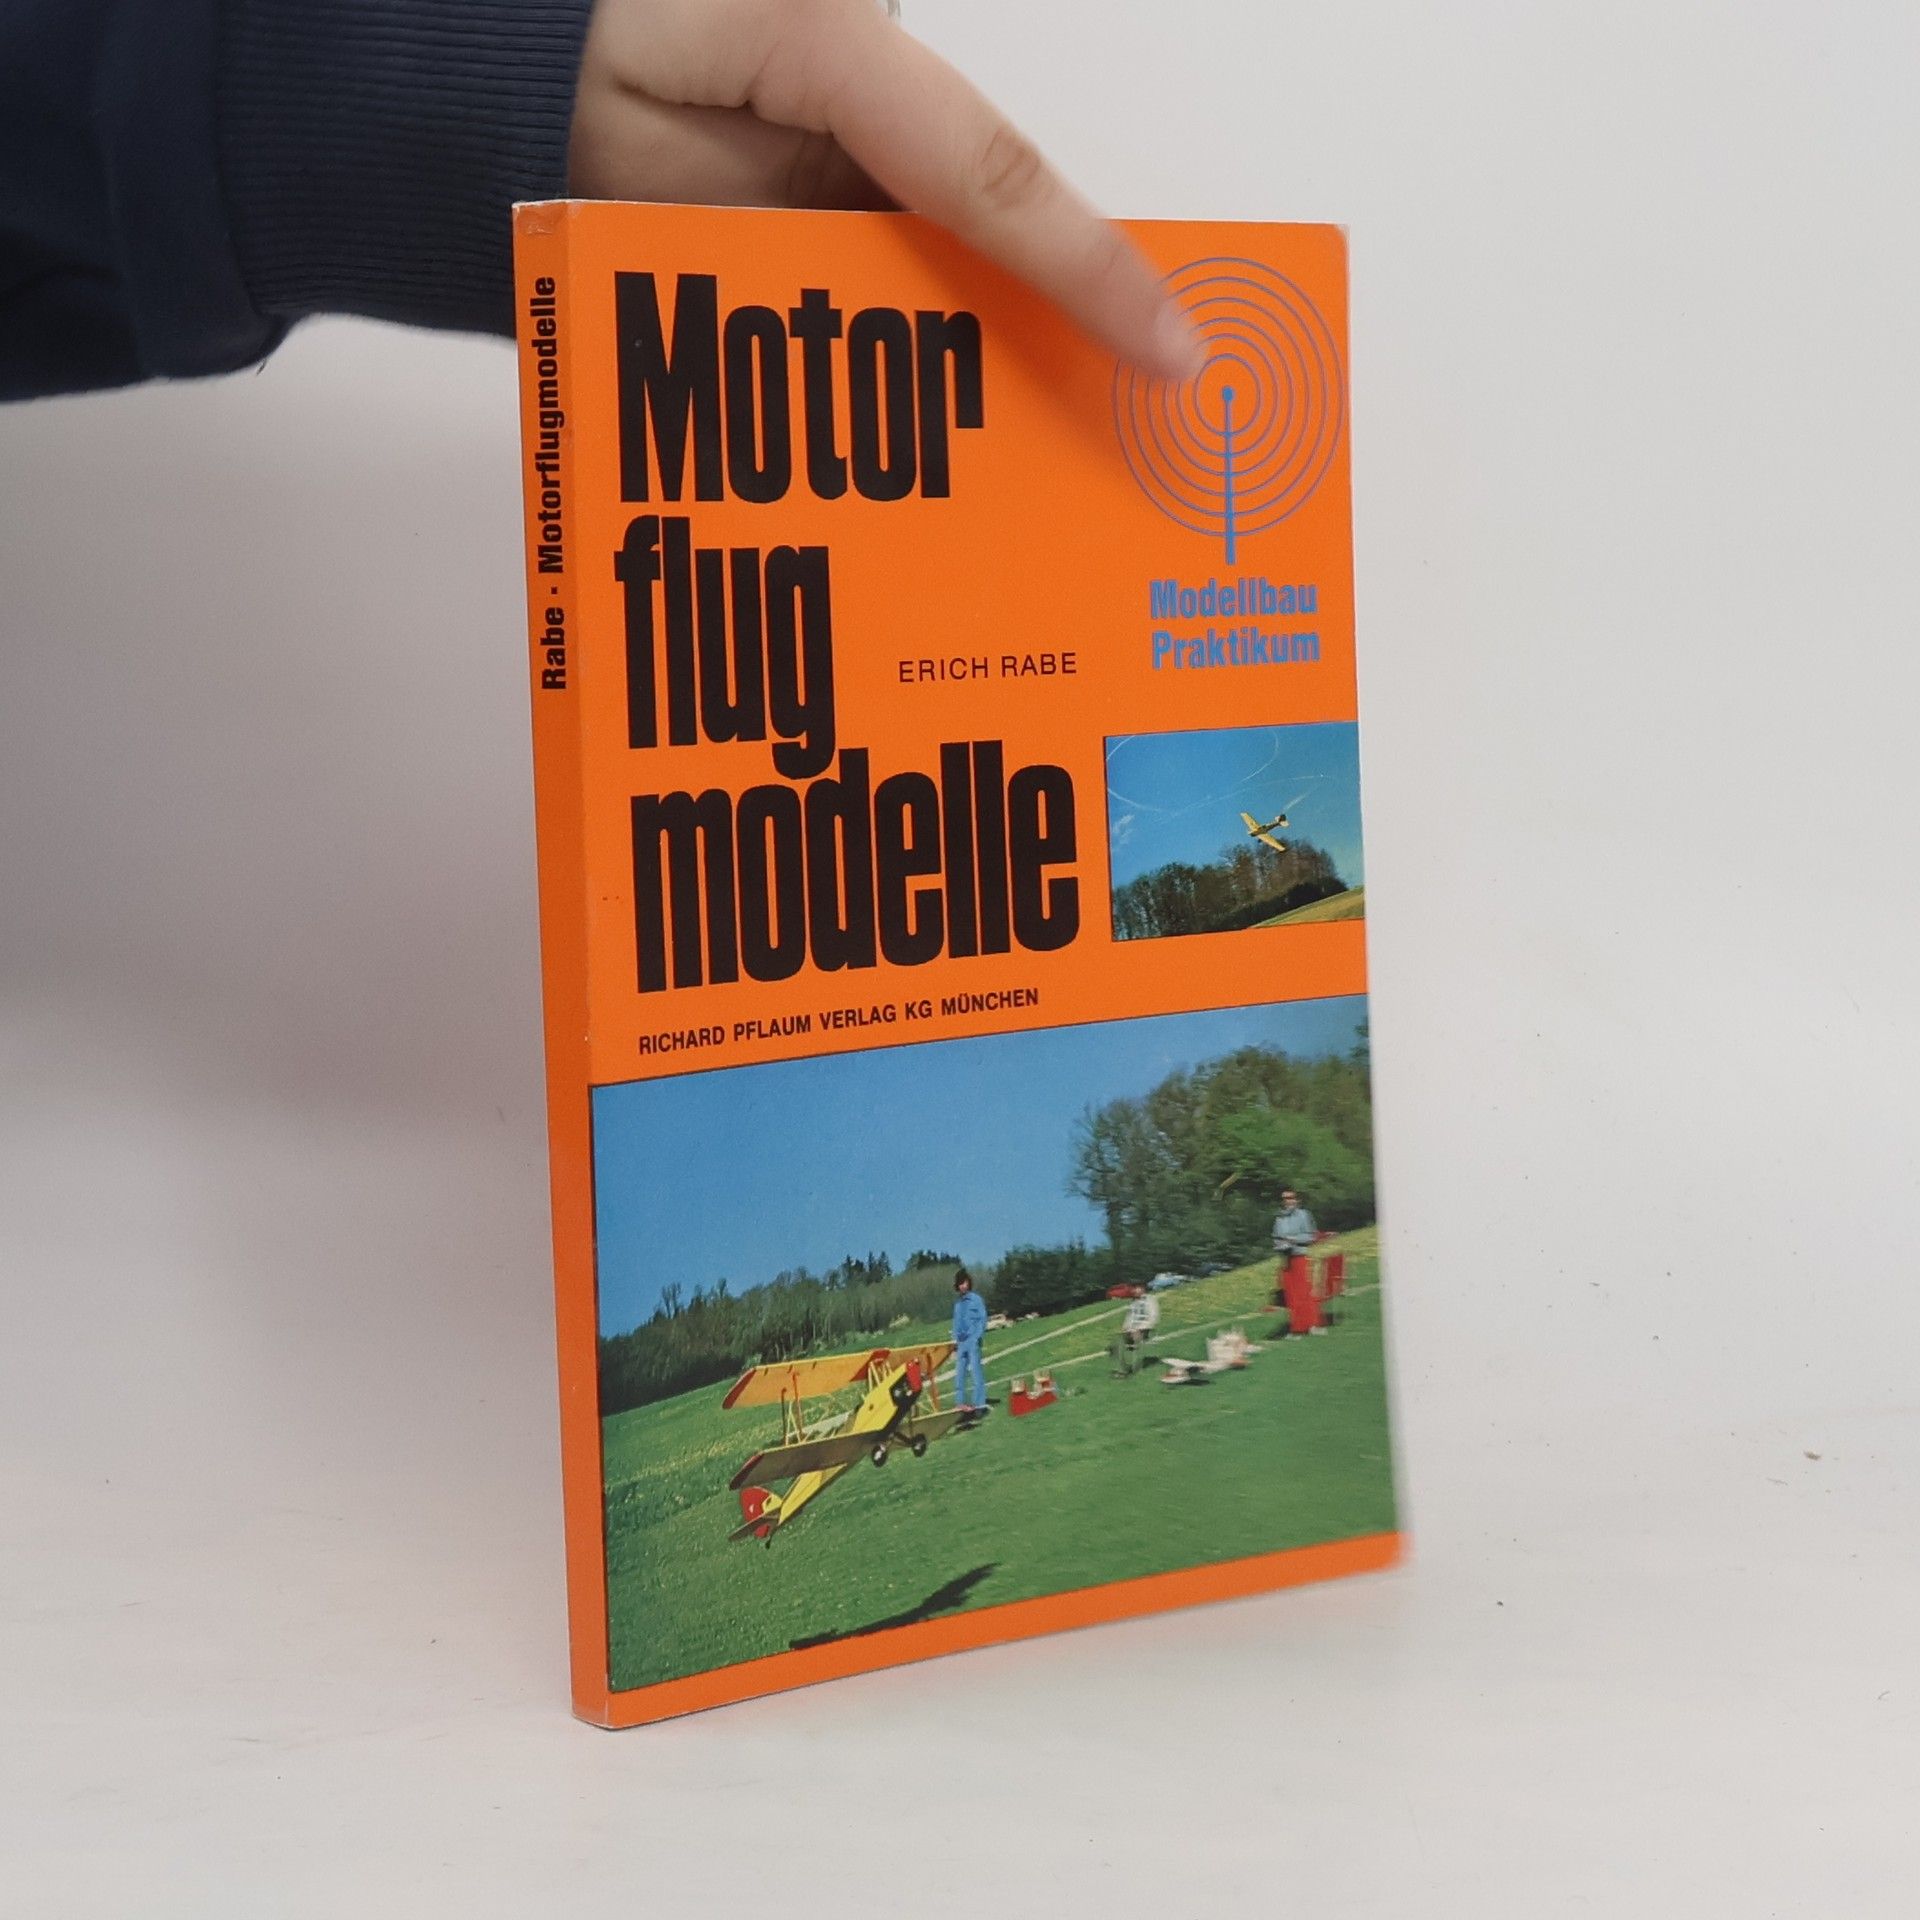 Rabe · Motorflugmodelle
Motor
flug
modelle
ERICH RABE
Modellbau
Praktikum
RICHARD PFLAUM VERLAG KG MÜNCHEN